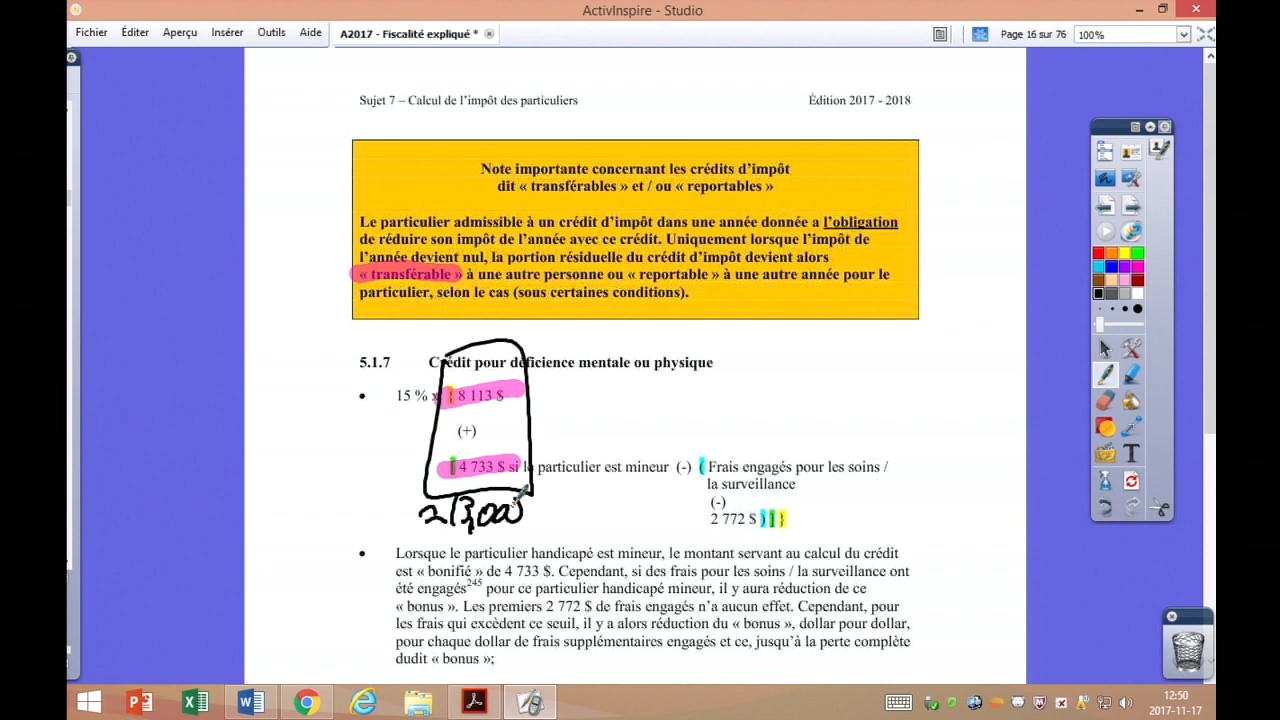 ActivInspire - Studio
Fichier Éditer Aperçu Insérer Outils Aide A2017 - Fiscalité expliqué * Page 16 sur 76 100%
Sujet 7 – Calcul de l'impôt des particuliers Édition 2017 - 2018
Note importante concernant les crédits d'impôt
dit « transférables » et / ou « reportables »
Le particulier admissible à un crédit d'impôt dans une année donnée a l'obligation
de réduire son impôt de l'année avec ce crédit. Uniquement lorsque l'impôt de
l'année devient nul, la portion résiduelle du crédit d'impôt devient alors
« transférable » à une autre personne ou « reportable » à une autre année pour le
particulier, selon le cas (sous certaines conditions).
5.1.7 Crédit pour déficience mentale ou physique
• 15 % x { 8 113 $
(+)
[ 4 733 $ si le particulier est mineur (-) ( Frais engagés pour les soins /
la surveillance
(-)
2 772 $ ) ] }
• Lorsque le particulier handicapé est mineur, le montant servant au calcul du crédit
est « bonifié » de 4 733 $. Cependant, si des frais pour les soins / la surveillance ont
été engagés245 pour ce particulier handicapé mineur, il y aura réduction de ce
« bonus ». Les premiers 2 772 $ de frais engagés n'a aucun effet. Cependant, pour
les frais qui excèdent ce seuil, il y a alors réduction du « bonus », dollar pour dollar,
pour chaque dollar de frais supplémentaires engagés et ce, jusqu'à la perte complète
dudit « bonus »;
12:50
2017-11-17